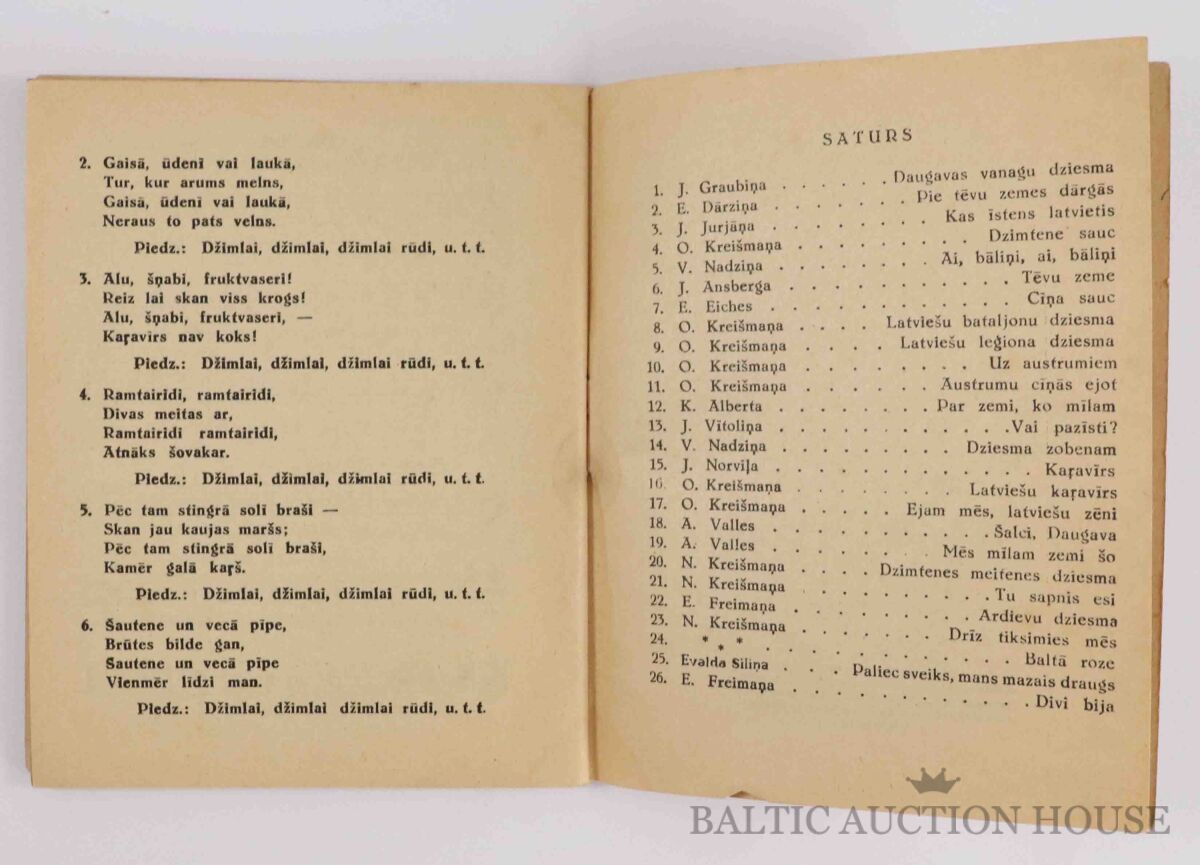 2. Gaisā, ūdenī vai laukā,
Tur, kur arums melns,
Gaisā, ūdenī vai laukā,
Neraus to pats velns.
Piedz.: Džimlai, džimlai, džimlai rūdi, u. t. t.
3. Alu, šņabi, fruktvaseri!
Reiz lai skan viss krogs!
Alu, šņabi, fruktvaseri, —
Kaŗavīrs nav koks!
Piedz.: Džimlai, džimlai, džimlai rūdi, u. t. t.
4. Ramtairidi, ramtairidi,
Divas meitas ar,
Ramtairidi ramtairidi,
Atnāks šovakar.
Piedz.: Džimlai, džimlai, džimlai rūdi, u. t. t.
5. Pēc tam stingrā solī braši —
Skan jau kaujas maršs;
Pēc tam stingrā solī braši,
Kamēr galā kaŗš.
Piedz.: Džimlai, džimlai, džimlai rūdi, u. t. t.
6. Šautene un vecā pīpe,
Brūtes bilde gan,
Šautene un vecā pīpe
Vienmēr līdzi man.
Piedz.: Džimlai, džimlai džimlai rūdi, u. t. t.
SATURS
1. J. Graubiņa . . . . . . Daugavas vanagu dziesma
2. E. Dārziņa . . . . . . . Pie tēvu zemes dārgās
3. J. Jurjāņa . . . . . . . . Kas īstens latvietis
4. O. Kreišmaņa . . . . . . . . . Dzimtene sauc
5. V. Nadziņa . . . . . . . . Ai, bāliņi, ai, bāliņi
6. J. Ansberga . . . . . . . . . . . Tēvu zeme
7. E. Eiches . . . . . . . . . . . . Cīņa sauc
8. O. Kreišmaņa . . . . Latviešu bataljonu dziesma
9. O. Kreišmaņa . . . . Latviešu leģiona dziesma
10. O. Kreišmaņa . . . . . . . . Uz austrumiem
11. O. Kreišmaņa . . . . . . Austrumu cīņās ejot
12. K. Alberta . . . . . . . . Par zemi, ko mīlam
13. J. Vītoliņa . . . . . . . . . . . . Vai pazīsti?
14. V. Nadziņa . . . . . . . . . Dziesma zobenam
15. J. Norviļa . . . . . . . . . . . . Kaŗavīrs
16. O. Kreišmaņa . . . . . . . Latviešu kaŗavīrs
17. O. Kreišmaņa . . . . . Ejam mēs, latviešu zēni
18. A. Valles . . . . . . . . . . . Šalci, Daugava
19. A. Valles . . . . . . . . . Mēs mīlam zemi šo
20. N. Kreišmaņa . . . . Dzimtenes meitenes dziesma
21. N. Kreišmaņa . . . . . . . . . . Tu sapnis esi
22. E. Freimaņa . . . . . . . . . Ardievu dziesma
23. N. Kreišmaņa . . . . . . . Drīz tiksimies mēs
24. * * * . . . . . . . . . . . . Baltā roze
25. Evalda Siliņa . . . Paliec sveiks, mans mazais draugs
26. E. Freimaņa . . . . . . . . . . . Divi bija
BALTIC AUCTION HOUSE